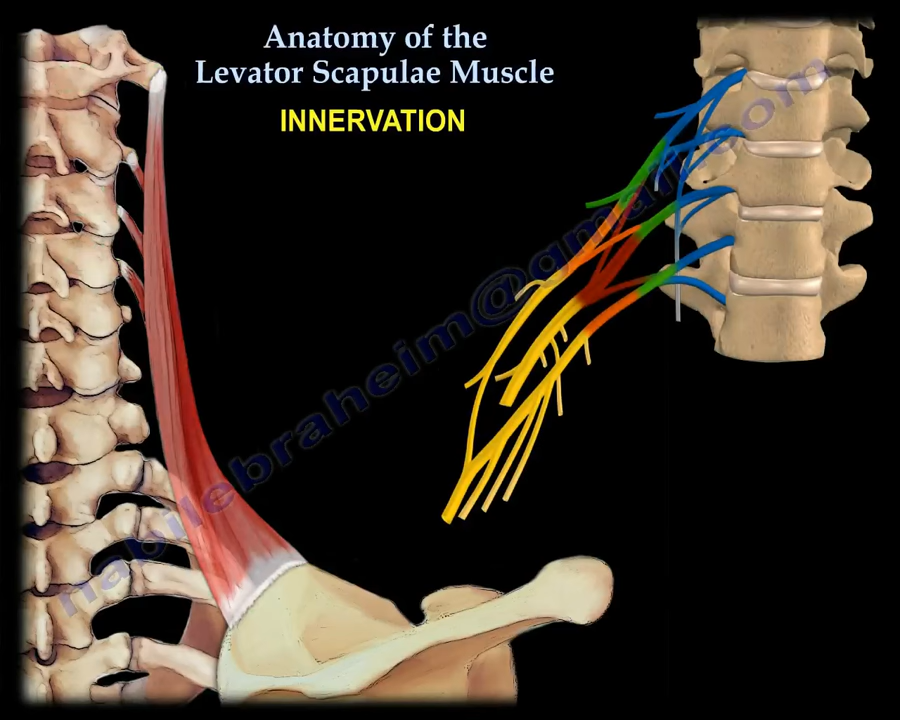 Anatomy of the
Levator Scapulae Muscle
INNERVATION
nabilebraheim@gmail.com